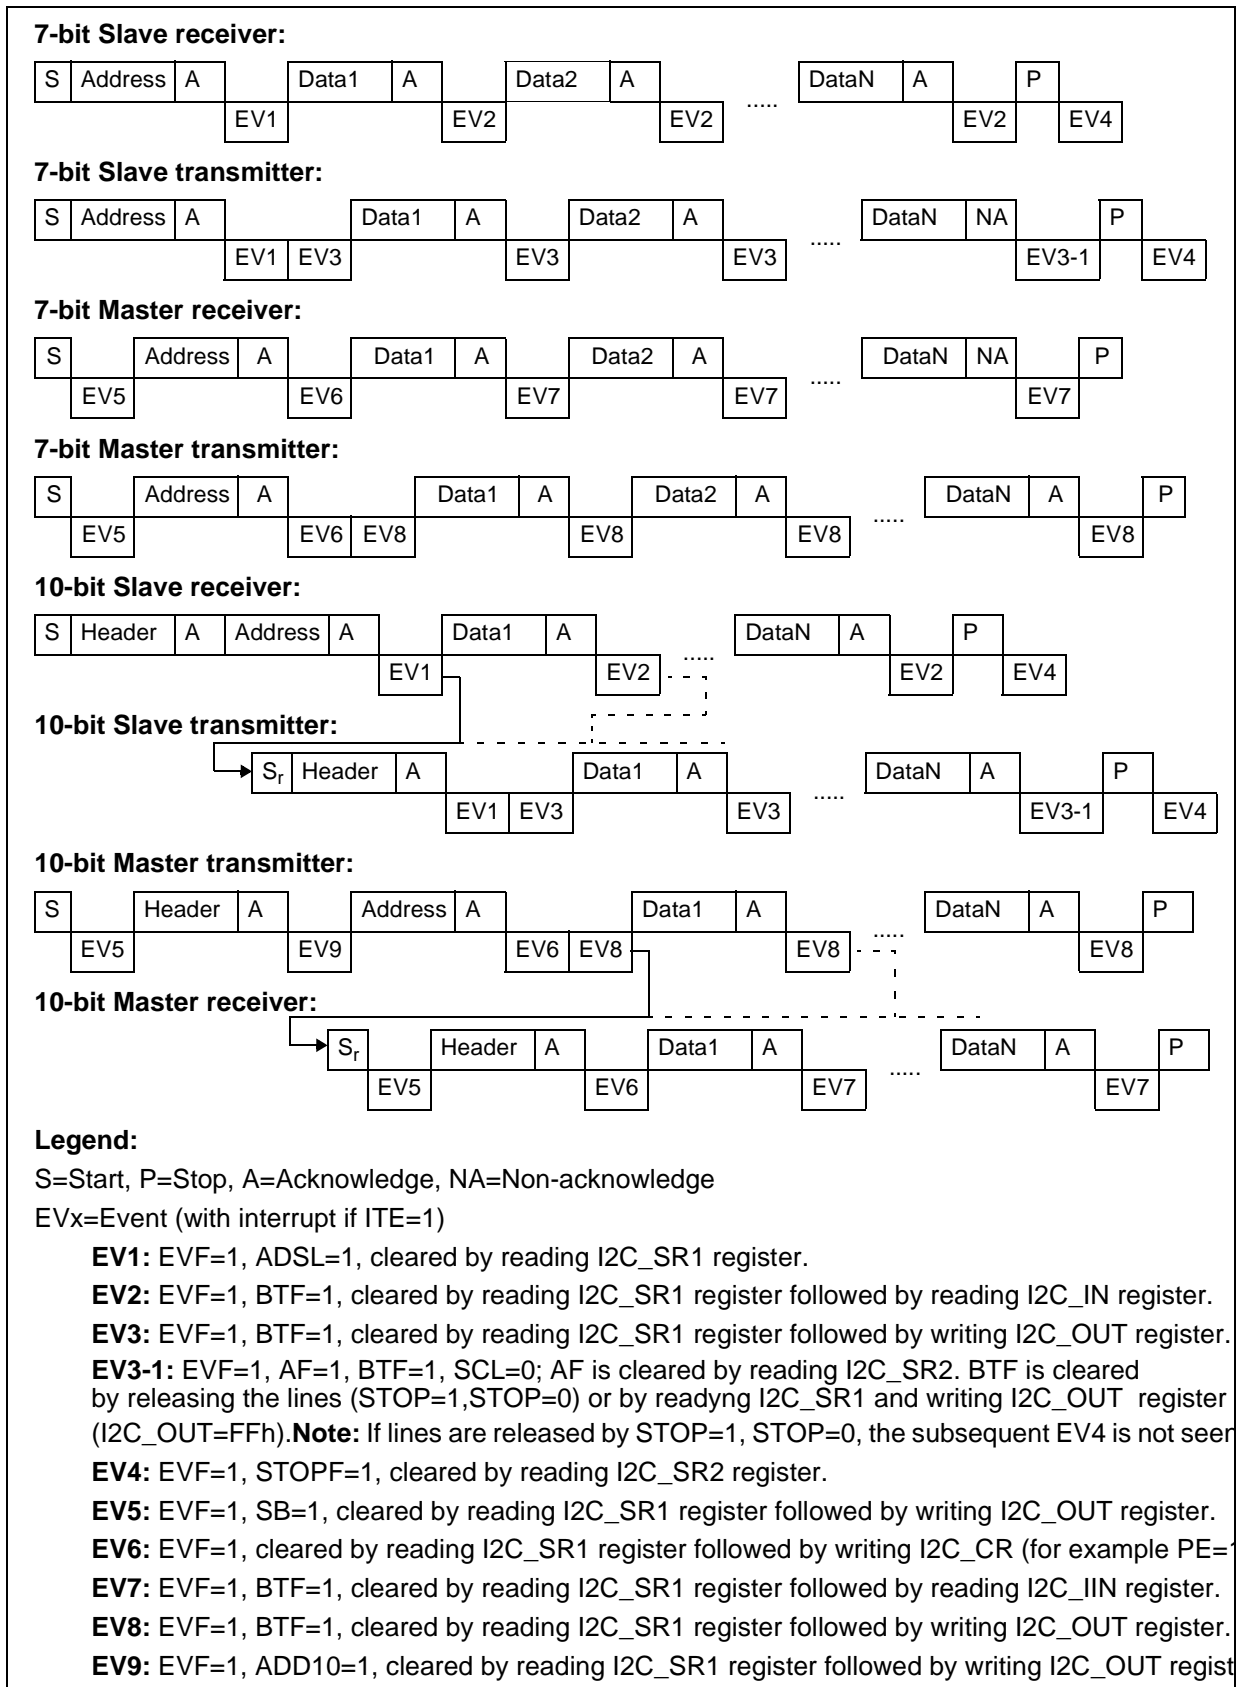 7-bit Slave receiver:
S Address A Data1 A Data2 A ..... DataN A P
EV1 EV2 EV2 EV2 EV4
7-bit Slave transmitter:
S Address A Data1 A Data2 A ..... DataN NA P
EV1 EV3 EV3 EV3 EV3-1 EV4
7-bit Master receiver:
S Address A Data1 A Data2 A ..... DataN NA P
EV5 EV6 EV7 EV7 EV7
7-bit Master transmitter:
S Address A Data1 A Data2 A ..... DataN A P
EV5 EV6 EV8 EV8 EV8 EV8
10-bit Slave receiver:
S Header A Address A Data1 A ..... DataN A P
EV1 EV2 EV2 EV4
10-bit Slave transmitter:
Sr Header A Data1 A ..... DataN A P
EV1 EV3 EV3 EV3-1 EV4
10-bit Master transmitter:
S Header A Address A Data1 A ..... DataN A P
EV5 EV9 EV6 EV8 EV8 EV8
10-bit Master receiver:
Sr Header A Data1 A ..... DataN A P
EV5 EV6 EV7 EV7
Legend:
S=Start, P=Stop, A=Acknowledge, NA=Non-acknowledge
EVx=Event (with interrupt if ITE=1)
EV1: EVF=1, ADSL=1, cleared by reading I2C_SR1 register.
EV2: EVF=1, BTF=1, cleared by reading I2C_SR1 register followed by reading I2C_IN register.
EV3: EVF=1, BTF=1, cleared by reading I2C_SR1 register followed by writing I2C_OUT register.
EV3-1: EVF=1, AF=1, BTF=1, SCL=0; AF is cleared by reading I2C_SR2. BTF is cleared
by releasing the lines (STOP=1,STOP=0) or by readyng I2C_SR1 and writing I2C_OUT register
(I2C_OUT=FFh).Note: If lines are released by STOP=1, STOP=0, the subsequent EV4 is not seen
EV4: EVF=1, STOPF=1, cleared by reading I2C_SR2 register.
EV5: EVF=1, SB=1, cleared by reading I2C_SR1 register followed by writing I2C_OUT register.
EV6: EVF=1, cleared by reading I2C_SR1 register followed by writing I2C_CR (for example PE=1
EV7: EVF=1, BTF=1, cleared by reading I2C_SR1 register followed by reading I2C_IIN register.
EV8: EVF=1, BTF=1, cleared by reading I2C_SR1 register followed by writing I2C_OUT register.
EV9: EVF=1, ADD10=1, cleared by reading I2C_SR1 register followed by writing I2C_OUT regist